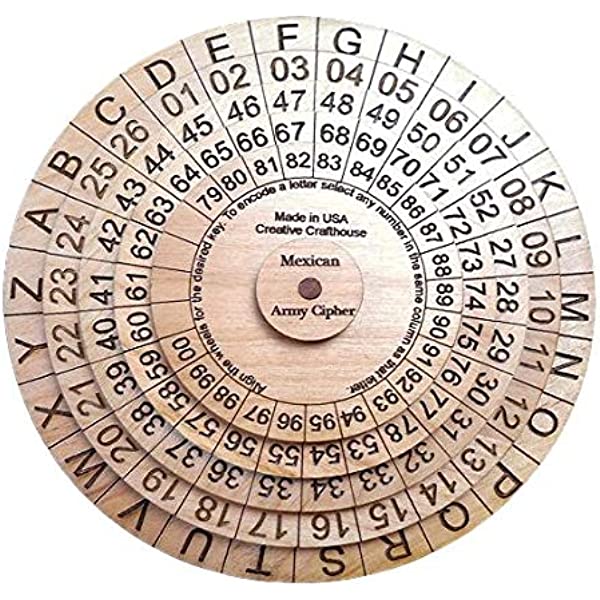 A B C D E F G H I J K L M N O P Q R S T U V W X Y Z
01 02 03 04 05 06 07 08 09 10 11 12 13 14 15 16 17 18 19 20 21 22 23 24 25 26
27 28 29 30 31 32 33 34 35 36 37 38 39 40 41 42 43 44 45 46 47 48 49 50 51 52
53 54 55 56 57 58 59 60 61 62 63 64 65 66 67 68 69 70 71 72 73 74 75 76 77 78
79 80 81 82 83 84 85 86 87 88 89 90 91 92 93 94 95 96 97 98 99 00
Align the wheels for the desired key. To encode a letter select any number in the same column as that letter.
Made in USA
Creative Crafthouse
Mexican
Army Cipher